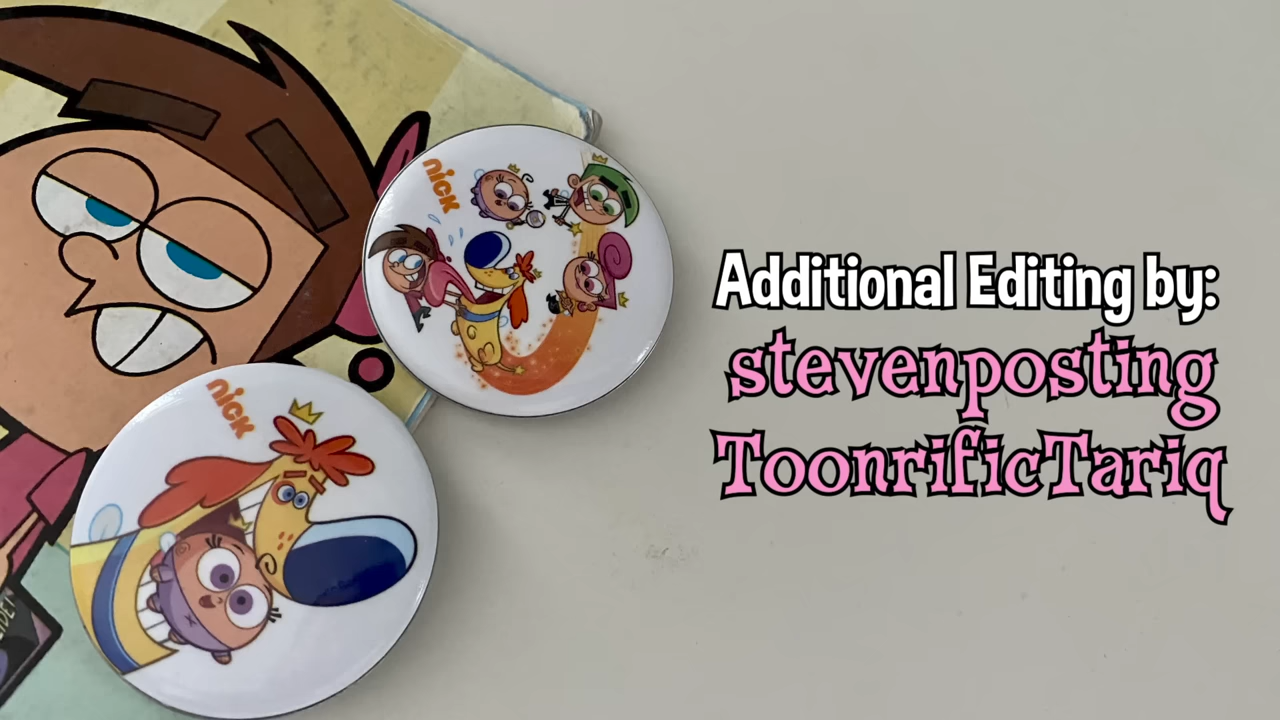 nick
nick
Additional Editing by:
stevenposting
ToonrificTariq